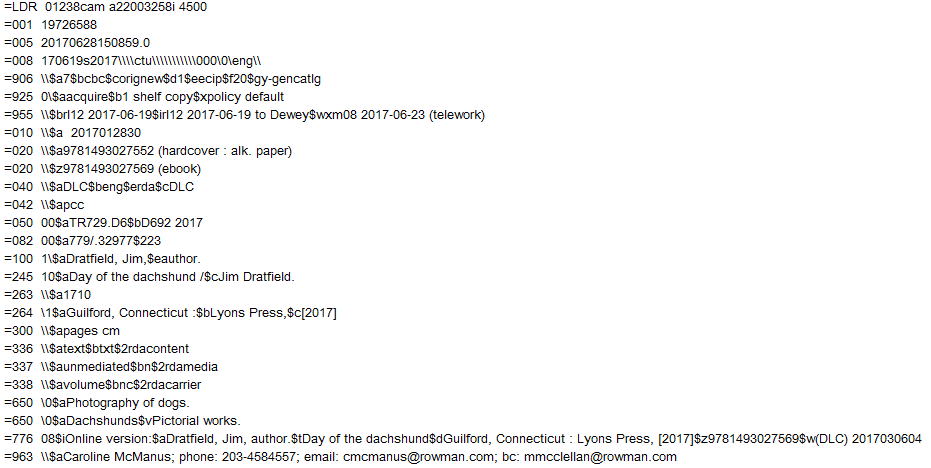 =LDR  01238cam a22003258i 4500
=001  19726588
=005  20170628150859.0
=008  170619s2017\\\\ctu\\\\\\\\\\\000\0\eng\\
=906  \\$a7$bcbc$corignew$d1$eecip$f20$gy-gencatlg
=925  0\$aacquire$b1 shelf copy$xpolicy default
=955  \\$brl12 2017-06-19$irl12 2017-06-19 to Dewey$wxm08 2017-06-23 (telework)
=010  \\$a  2017012830
=020  \\$a9781493027552 (hardcover : alk. paper)
=020  \\$z9781493027569 (ebook)
=040  \\$aDLC$beng$erda$cDLC
=042  \\$apcc
=050  00$aTR729.D6$bD692 2017
=082  00$a779/.32977$223
=100  1\$aDratfield, Jim,$eauthor.
=245  10$aDay of the dachshund /$cJim Dratfield.
=263  \\$a1710
=264  \1$aGuilford, Connecticut :$bLyons Press,$c[2017]
=300  \\$apages cm
=336  \\$atext$btxt$2rdacontent
=337  \\$aunmediated$bn$2rdamedia
=338  \\$avolume$bnc$2rdacarrier
=650  \0$aPhotography of dogs.
=650  \0$aDachshunds$vPictorial works.
=776  08$iOnline version:$aDratfield, Jim, author.$tDay of the dachshund$dGuilford, Connecticut : Lyons Press, [2017]$z9781493027569$w(DLC) 2017030604
=963  \\$aCaroline McManus; phone: 203-4584557; email: cmcmanus@rowman.com; bc: mmcclellan@rowman.com